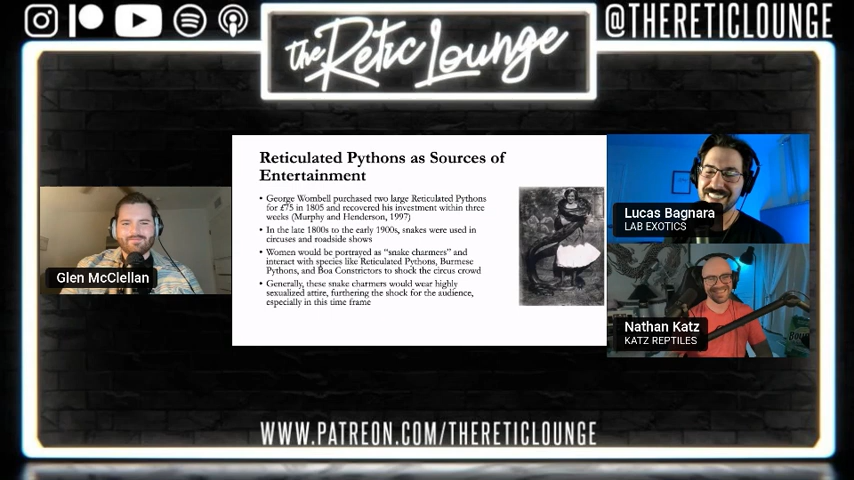 @THERETICLOUNGE
the Retic Lounge
Reticulated Pythons as Sources of
Entertainment
• George Wombell purchased two large Reticulated Pythons
for £75 in 1805 and recovered his investment within three
weeks (Murphy and Henderson, 1997)
• In the late 1800s to the early 1900s, snakes were used in
circuses and roadside shows
• Women would be portrayed as “snake charmers” and
interact with species like Reticulated Pythons, Burmese
Pythons, and Boa Constrictors to shock the circus crowd
• Generally, these snake charmers would wear highly
sexualized attire, furthering the shock for the audience,
especially in this time frame
Glen McClellan
Lucas Bagnara
LAB EXOTICS
Nathan Katz
KATZ REPTILES
WWW.PATREON.COM/THERETICLOUNGE